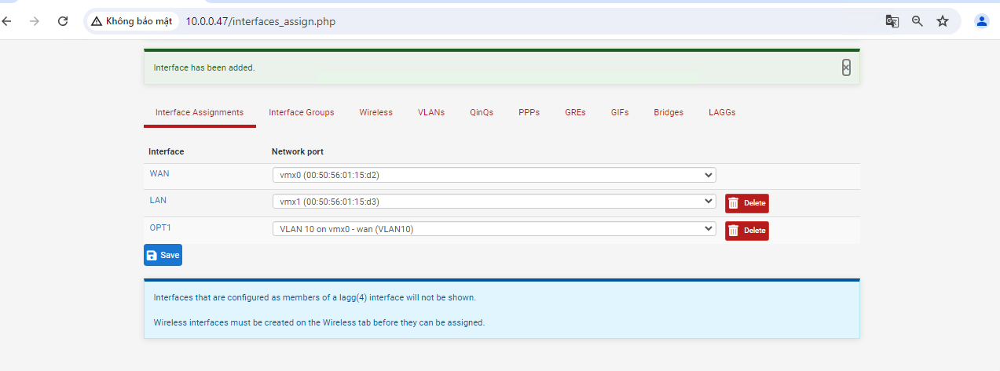 Không bảo mật 10.0.0.47/interfaces_assign.php
Interface has been added.
Interface Assignments Interface Groups Wireless VLANs QinQs PPPs GREs GIFs Bridges LAGGs
Interface Network port
WAN vmx0 (00:50:56:01:15:d2)
LAN vmx1 (00:50:56:01:15:d3) Delete
OPT1 VLAN 10 on vmx0 - wan (VLAN10) Delete
Save
Interfaces that are configured as members of a lagg(4) interface will not be shown.
Wireless interfaces must be created on the Wireless tab before they can be assigned.